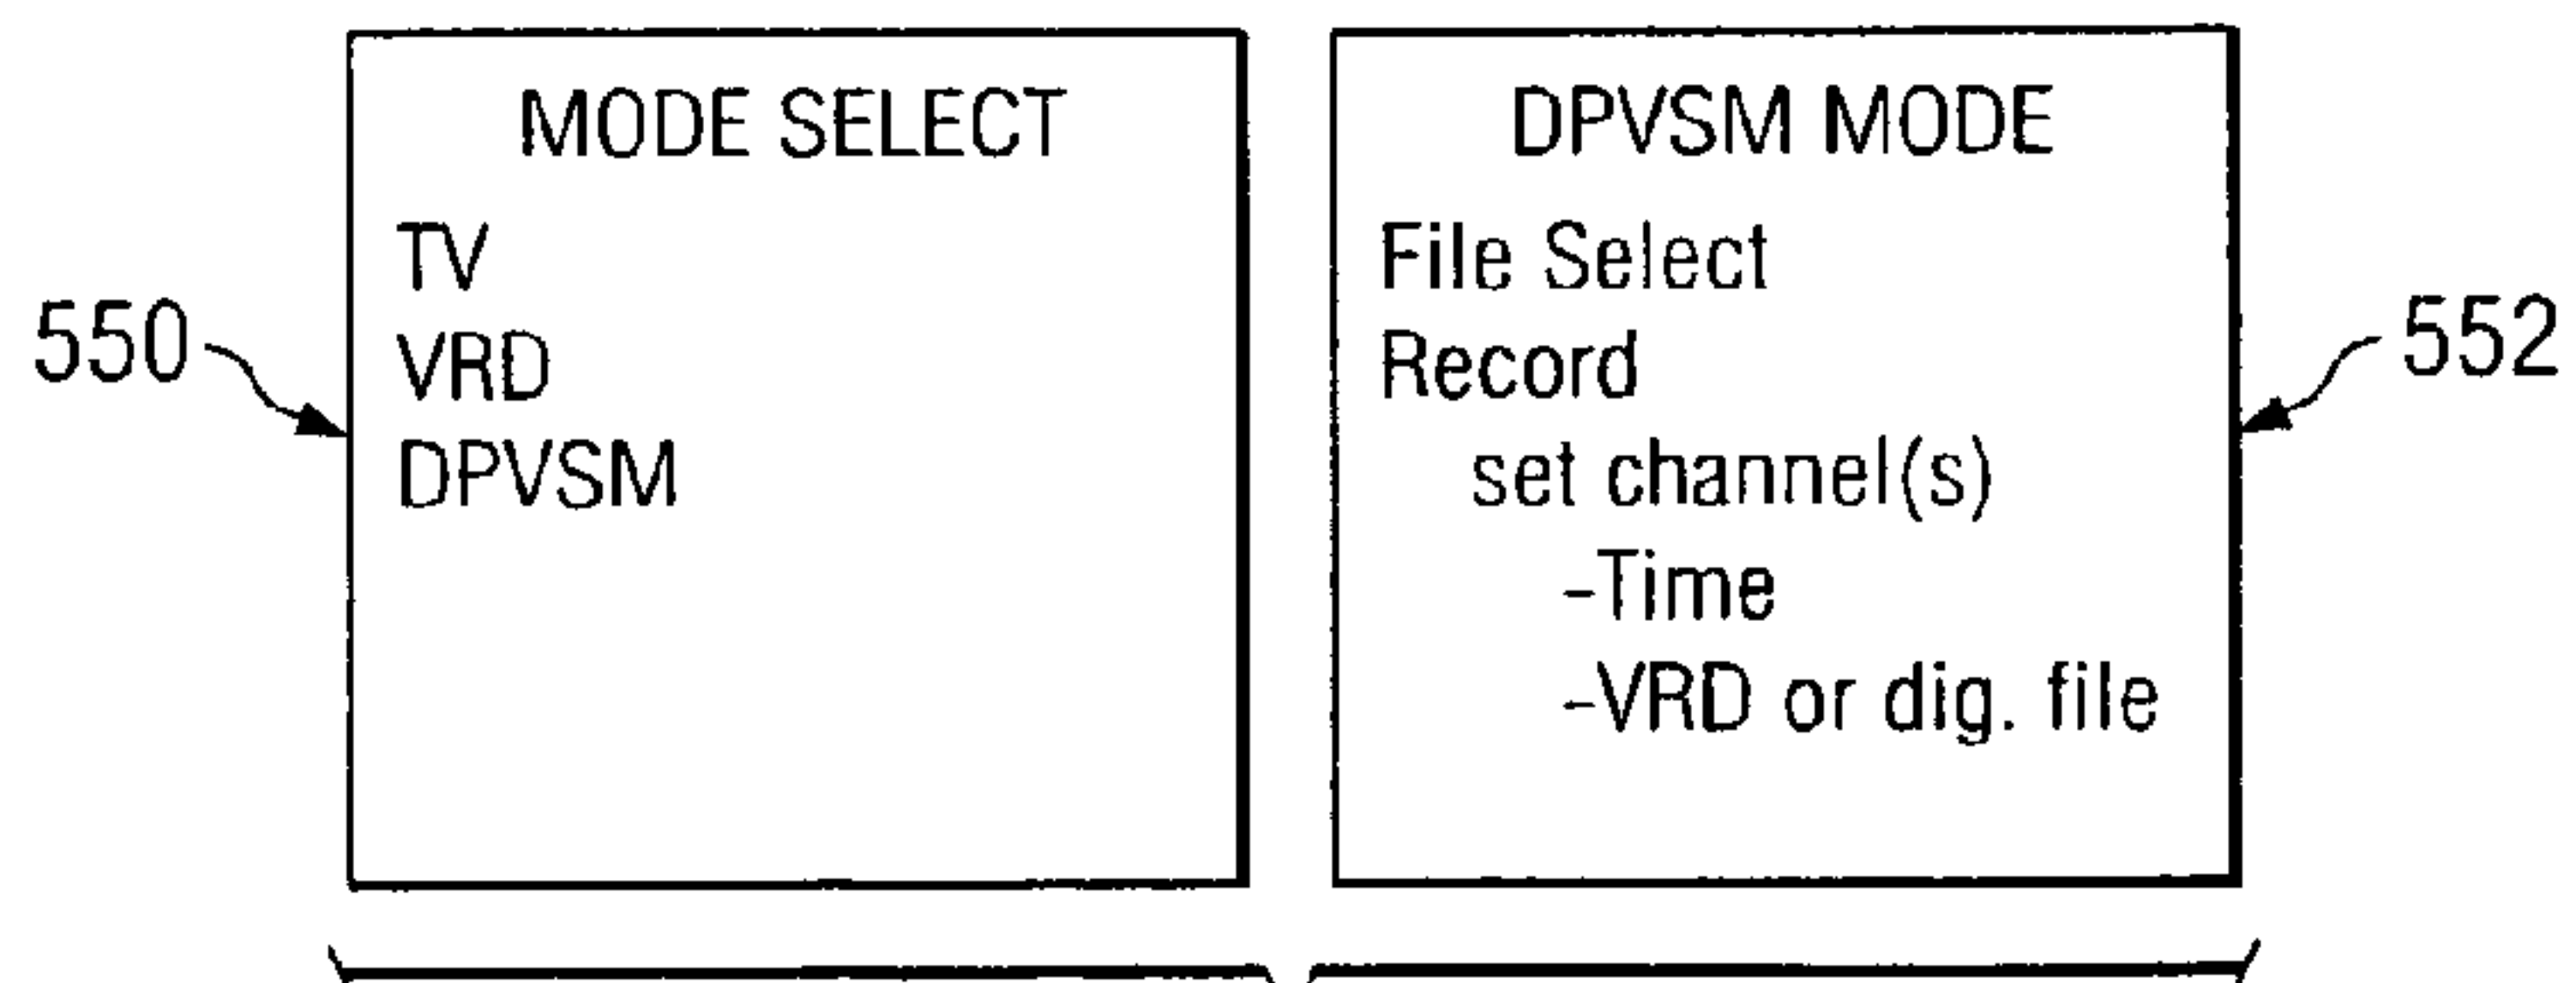 MODE SELECT
TV
VRD
DPVSM
550
DPVSM MODE
File Select
Record
set channel(s)
-Time
-VRD or dig. file
552